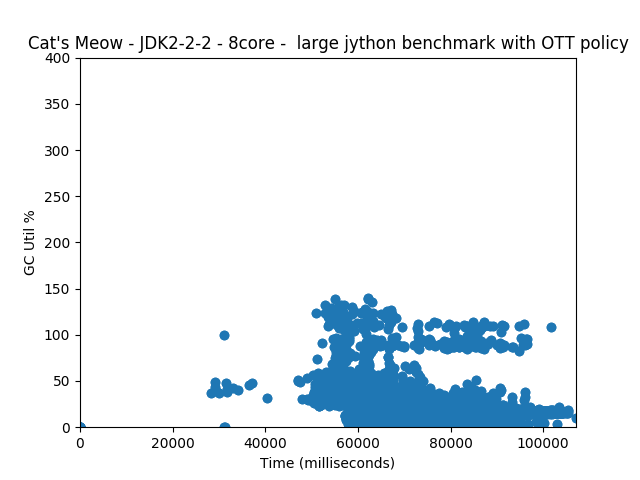 Cat's Meow - JDK2-2-2 - 8core -  large jython benchmark with OTT policy
400
350
300
250
200
150
100
50
0
GC Util %
0 20000 40000 60000 80000 100000
Time (milliseconds)